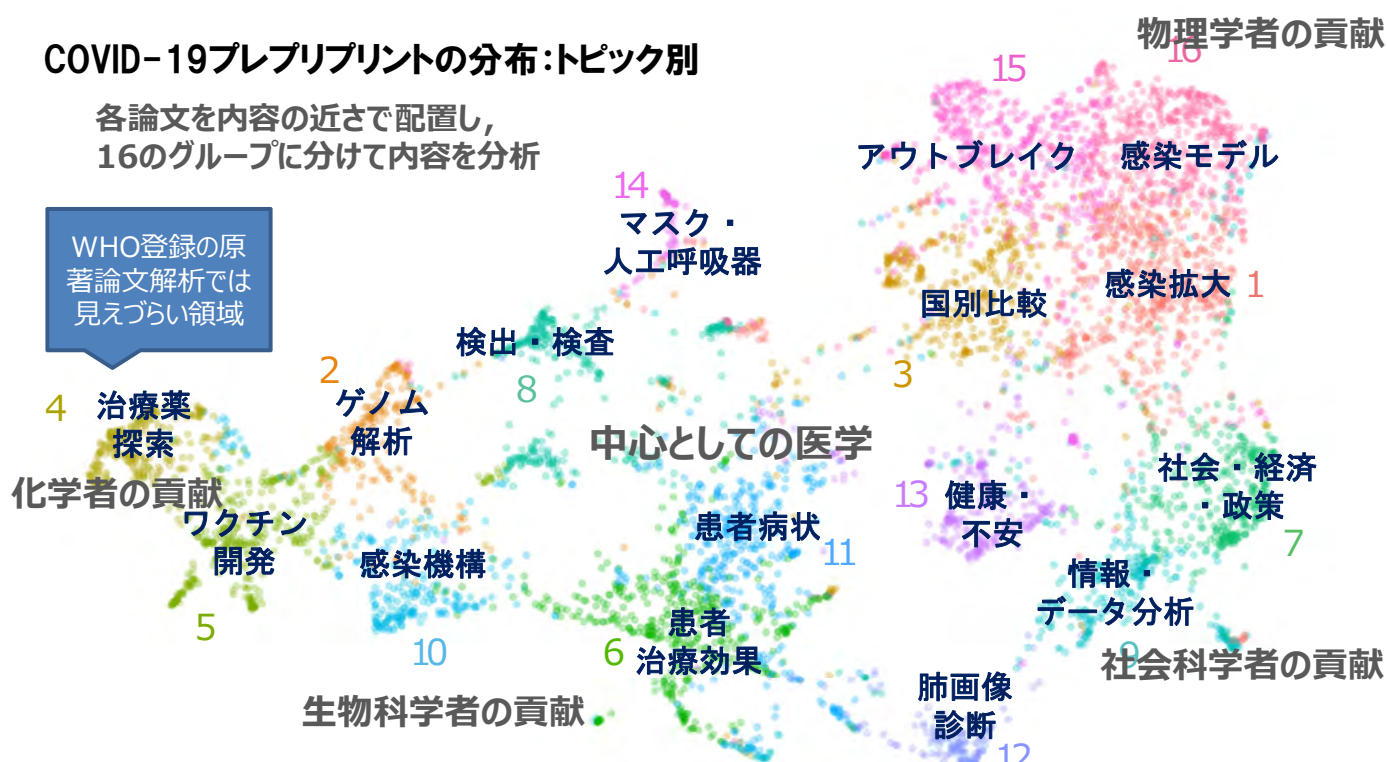 物理学者の貢献
COVID-19プレプリプリントの分布：トピック別
各論文を内容の近さで配置し，
16のグループに分けて内容を分析
15
16
アウトブレイク
感染モデル
14
マスク・
人工呼吸器
WHO登録の原
著論文解析では
見えづらい領域
国別比較
3
感染拡大
1
検出・検査
8
2
ゲノム
解析
4
治療薬
探索
化学者の貢献
中心としての医学
ワクチン
開発
5
感染機構
10
患者病状
11
13
健康・
不安
社会・経済
・政策
7
情報・
データ分析
9
社会科学者の貢献
6
患者
治療効果
生物科学者の貢献
肺画像
診断
12